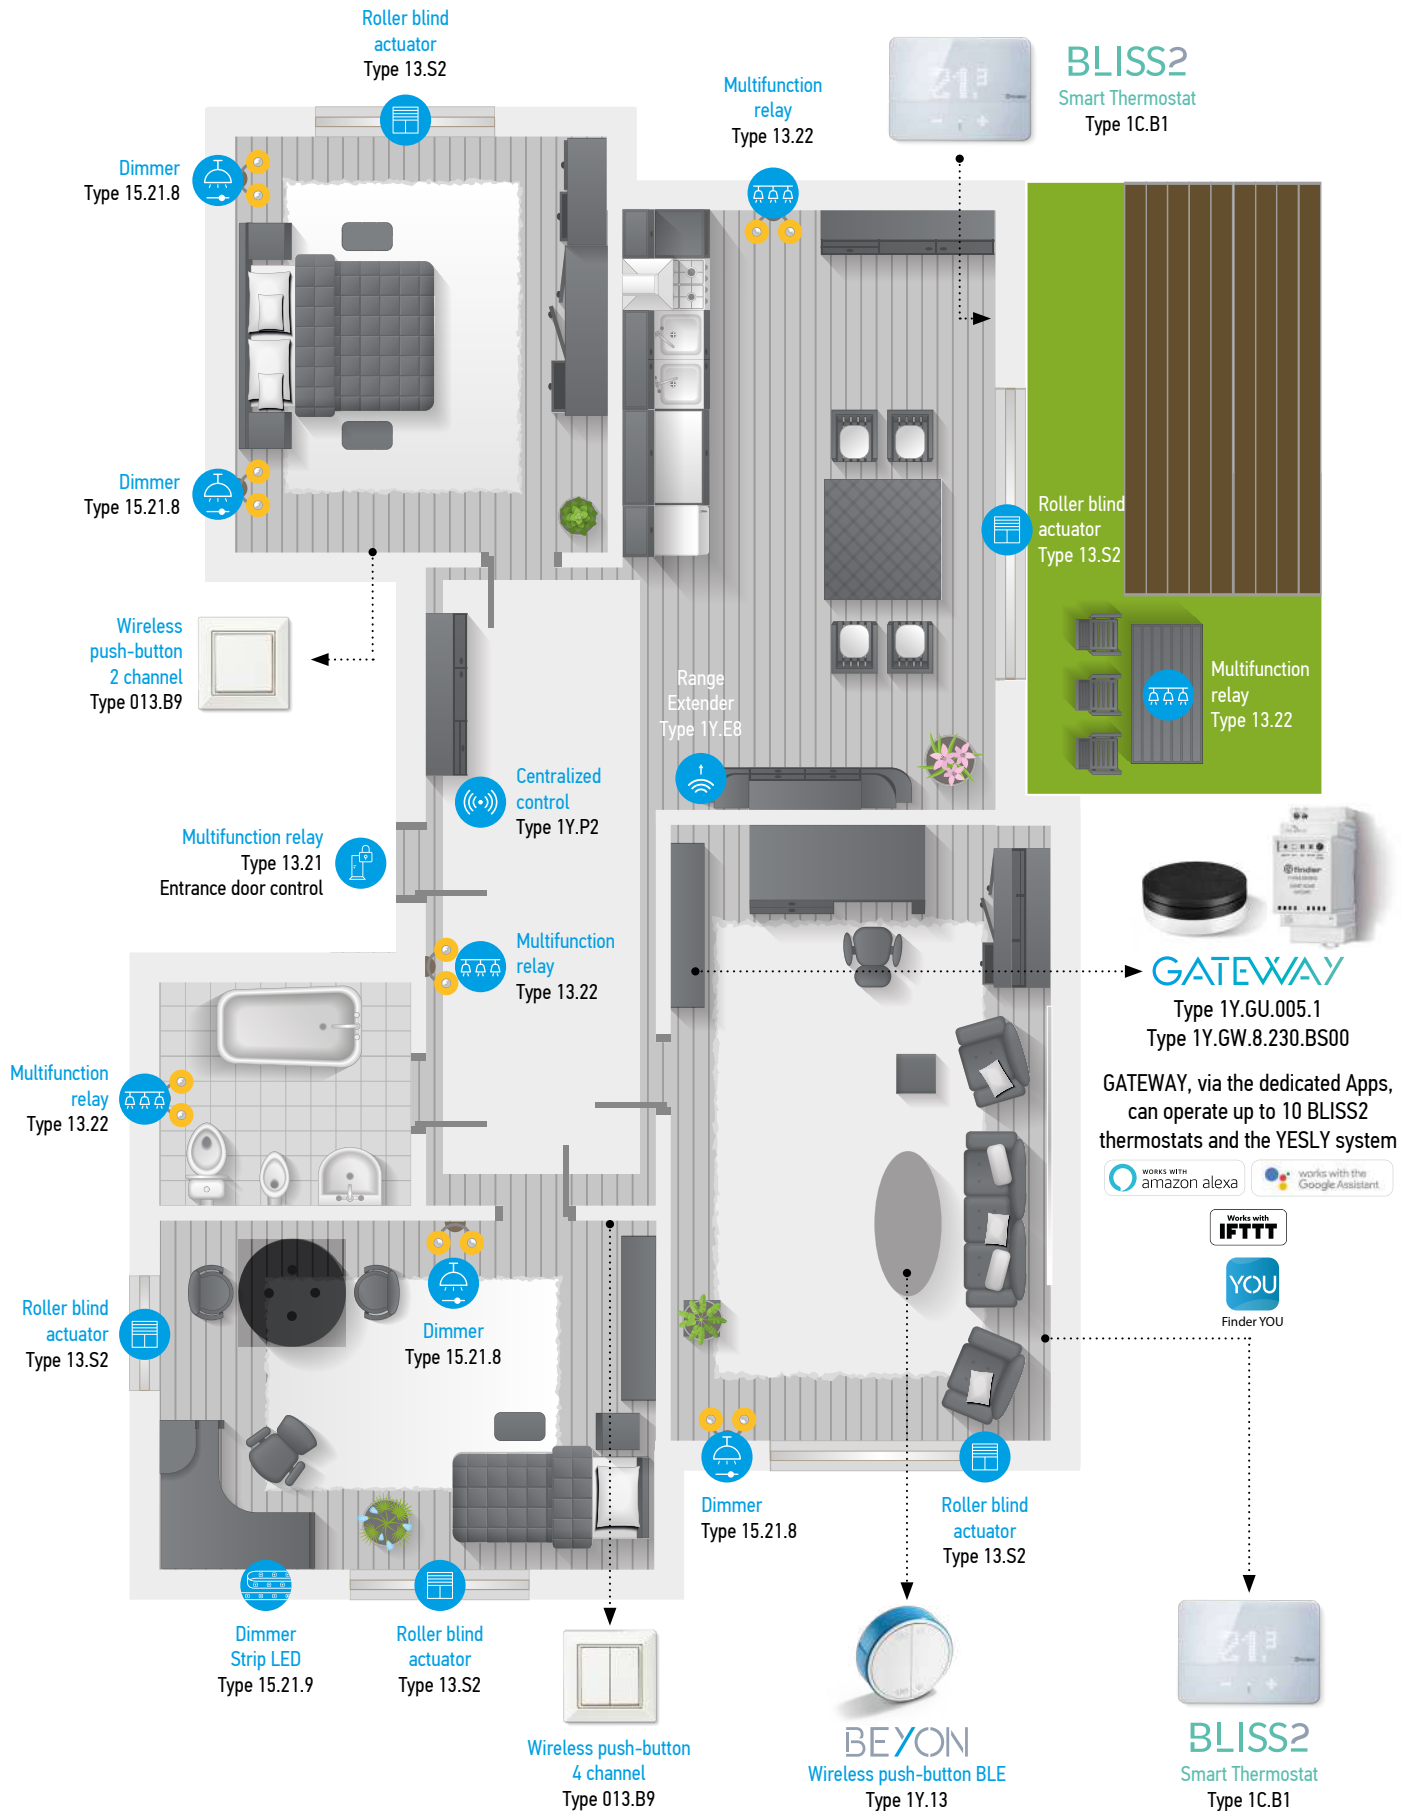 Roller blind
actuator
Type 13.S2
Multifunction
relay
Type 13.22
BLISS2
Smart Thermostat
Type 1C.B1
Dimmer
Type 15.21.8
Dimmer
Type 15.21.8
Roller blind
actuator
Type 13.S2
Wireless
push-button
2 channel
Type 013.B9
Range
Extender
Type 1Y.E8
Multifunction
relay
Type 13.22
Centralized
control
Type 1Y.P2
Multifunction relay
Type 13.21
Entrance door control
finder
Multifunction
relay
Type 13.22
GATEWAY
Type 1Y.GU.005.1
Type 1Y.GW.8.230.BS00
GATEWAY, via the dedicated Apps,
can operate up to 10 BLISS2
thermostats and the YESLY system
WORKS WITH
amazon alexa
works with the
Google Assistant
Works with
IFTTT
YOU
Finder YOU
Multifunction
relay
Type 13.22
Roller blind
actuator
Type 13.S2
Dimmer
Type 15.21.8
Dimmer
Type 15.21.8
Roller blind
actuator
Type 13.S2
Dimmer
Strip LED
Type 15.21.9
Roller blind
actuator
Type 13.S2
Wireless push-button
4 channel
Type 013.B9
BEYON
Wireless push-button BLE
Type 1Y.13
BLISS2
Smart Thermostat
Type 1C.B1